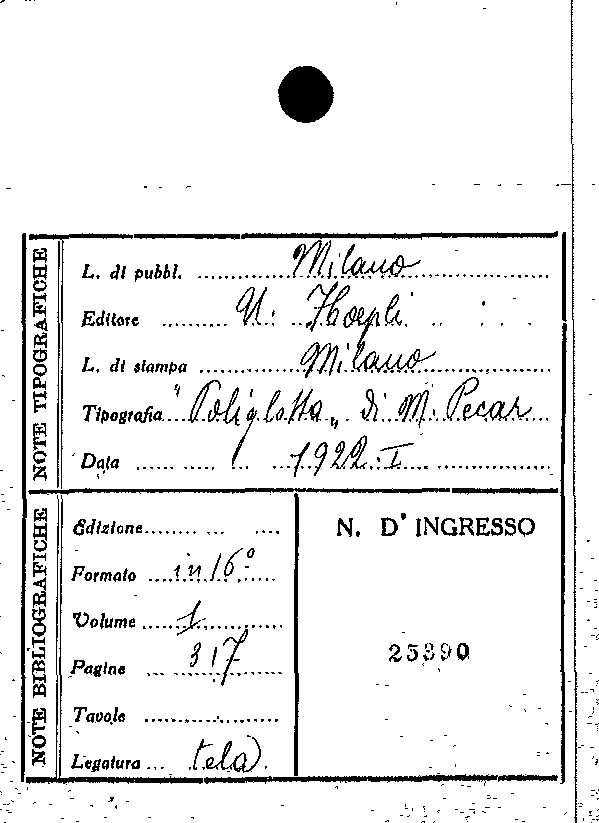 NOTE TIPOGRAFICHE
L. di pubbl. Milano
Editore U. Hoepli
L. di stampa Milano
Tipografia "Poliglotta„ di M. Pecar
Data 1922.I
NOTE BIBLIOGRAFICHE
Edizione
Formato in 16°
Volume 1
Pagine 317
Tavole
Legatura tela
N. D' INGRESSO
25390